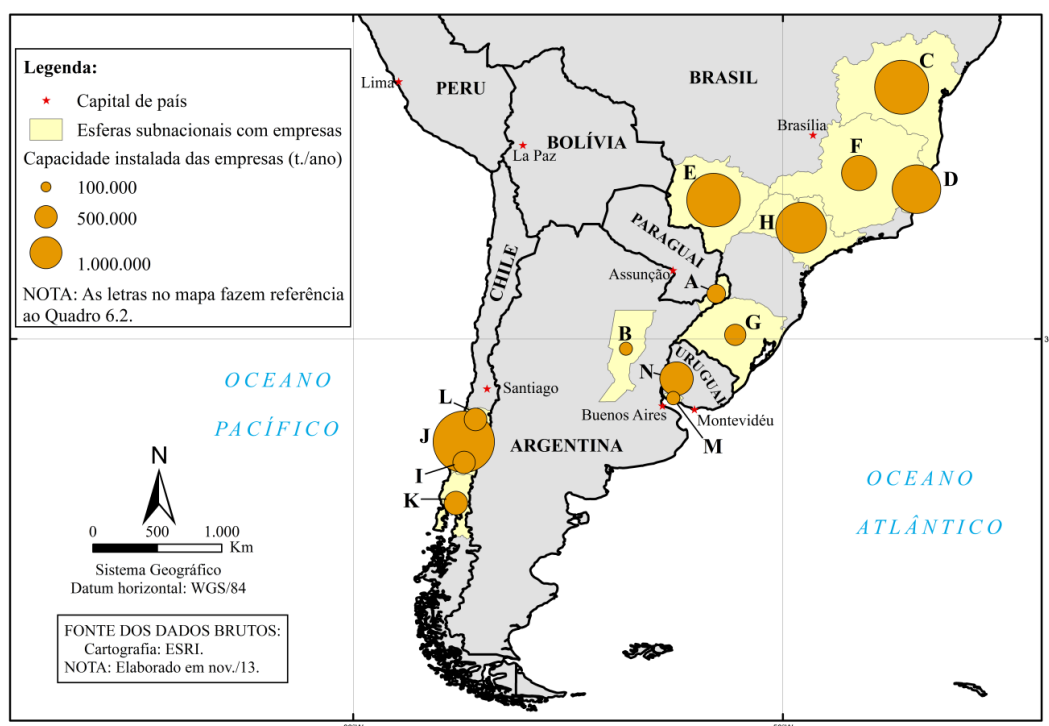 Legenda:
Capital de país
Esferas subnacionais com empresas
Capacidade instalada das empresas (t./ano)
100.000
500.000
1.000.000
NOTA: As letras no mapa fazem referência
ao Quadro 6.2.
Lima
PERU
BRASIL
C
Brasília
BOLÍVIA
La Paz
F
E
D
H
PARAGUAI
CHILE
Assunção
A
G
B
3
URUGUAI
N
OCEANO
PACÍFICO
Santiago
L
Buenos Aires
Montevidéu
J
ARGENTINA
M
I
K
OCEANO
ATLÂNTICO
N
0 500 1.000
Km
Sistema Geográfico
Datum horizontal: WGS/84
FONTE DOS DADOS BRUTOS:
Cartografia: ESRI.
NOTA: Elaborado em nov./13.